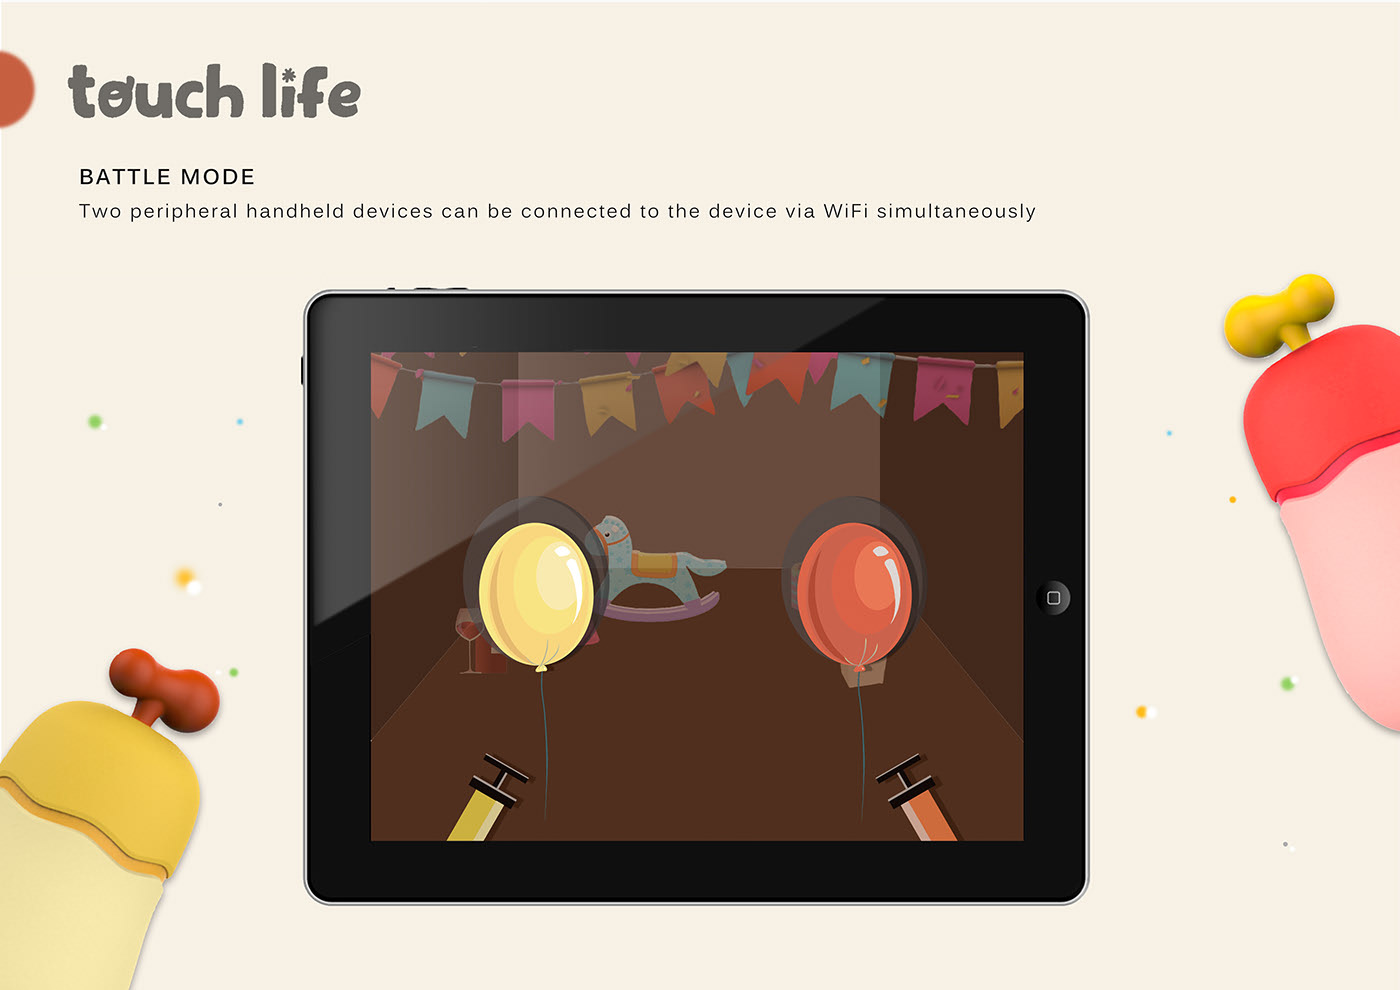 touch life
BATTLE MODE
Two peripheral handheld devices can be connected to the device via WiFi simultaneously